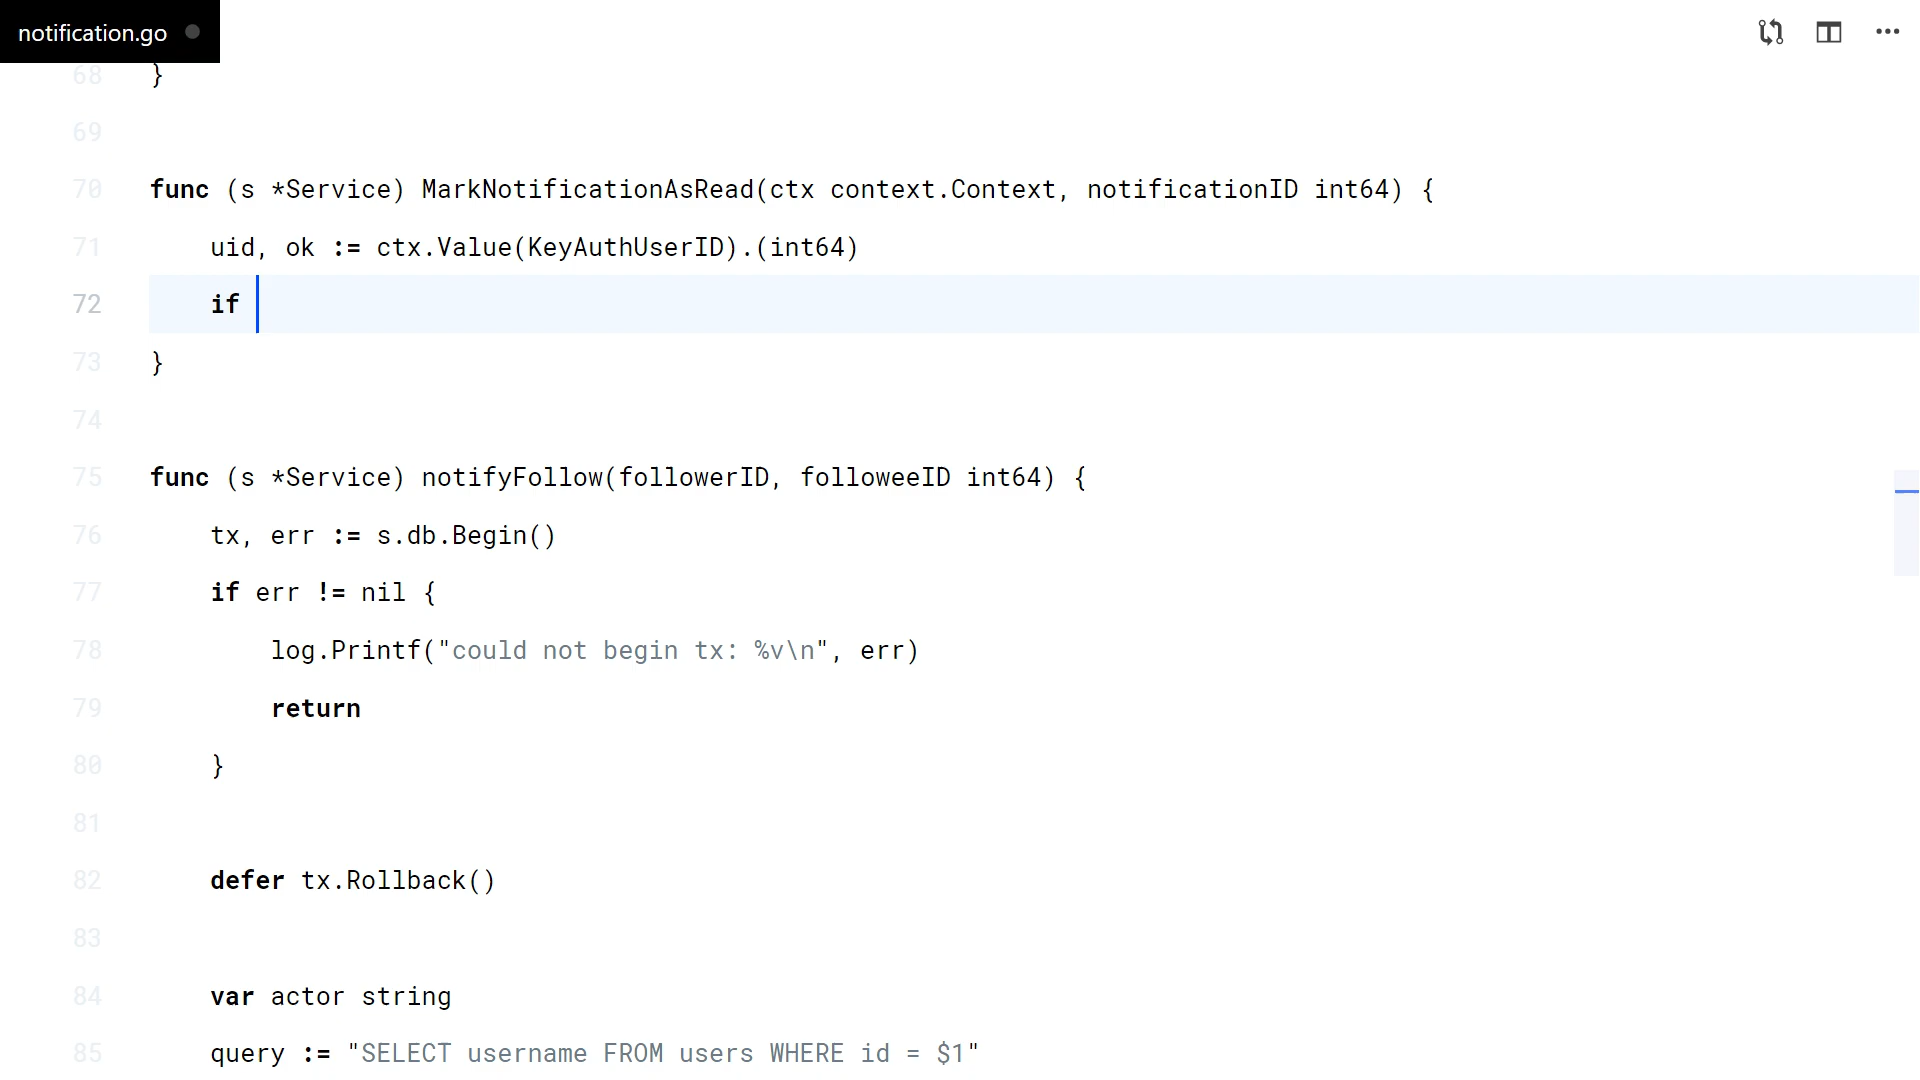 notification.go
68 }
69
70 func (s *Service) MarkNotificationAsRead(ctx context.Context, notificationID int64) {
71     uid, ok := ctx.Value(KeyAuthUserID).(int64)
72     if
73 }
74
75 func (s *Service) notifyFollow(followerID, followeeID int64) {
76     tx, err := s.db.Begin()
77     if err != nil {
78         log.Printf("could not begin tx: %v\n", err)
79         return
80     }
81
82     defer tx.Rollback()
83
84     var actor string
85     query := "SELECT username FROM users WHERE id = $1"